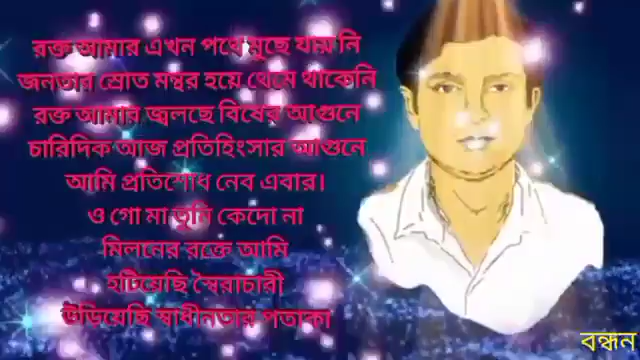 রক্ত আমার এখন পথে মুছে যায় নি
জনতার স্রোত মন্থর হয়ে থেমে থাকেনি
রক্ত আমার জ্বলছে বিষের আগুনে
চারিদিক আজ প্রতিহিংসার আগুনে
আমি প্রতিশোধ নেব এবার।
ও গো মা তুমি কেদো না
মিলনের রক্তে আমি
হটিয়েছি স্বৈরাচারী
উড়িয়েছি স্বাধীনতার পতাকা
বন্ধন